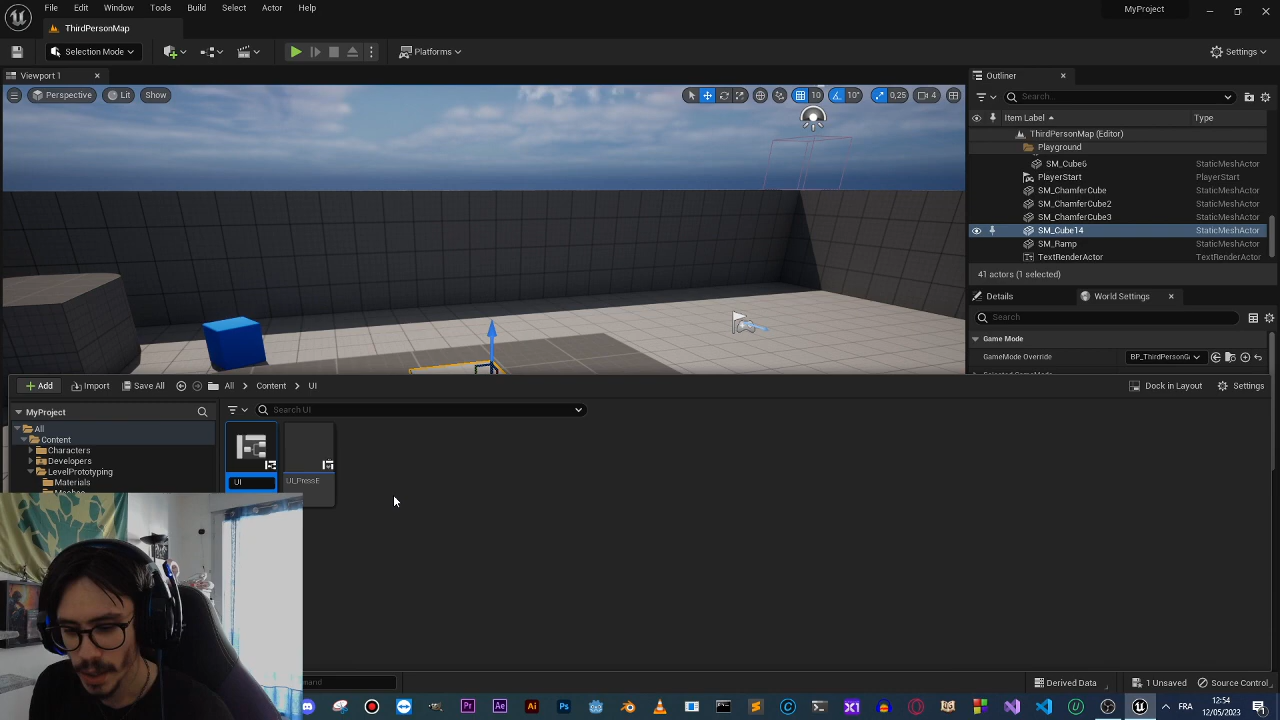 File Edit Window Tools Build Select Actor Help
MyProject
ThirdPersonMap
Selection Mode
Platforms
Settings
Viewport 1
Outliner
Perspective
Lit
Show
10
10°
0,25
4
Search...
Item Label
Type
ThirdPersonMap (Editor)
Playground
SM_Cube6 StaticMeshActor
PlayerStart PlayerStart
SM_ChamferCube StaticMeshActor
SM_ChamferCube2 StaticMeshActor
SM_ChamferCube3 StaticMeshActor
SM_Cube14 StaticMeshActor
SM_Ramp StaticMeshActor
TextRenderActor TextRenderActor
41 actors (1 selected)
Details
World Settings
Search
Game Mode
GameMode Override
BP_ThirdPersonGa
Add
Import
Save All
All
Content
UI
Dock in Layout
Settings
MyProject
Search UI
All
Content
Characters
Developers
LevelPrototyping
Materials
Meshes
UI
UI_PressE
Derived Data
1 Unsaved
Source Control
FRA
12:54
12/05/2023